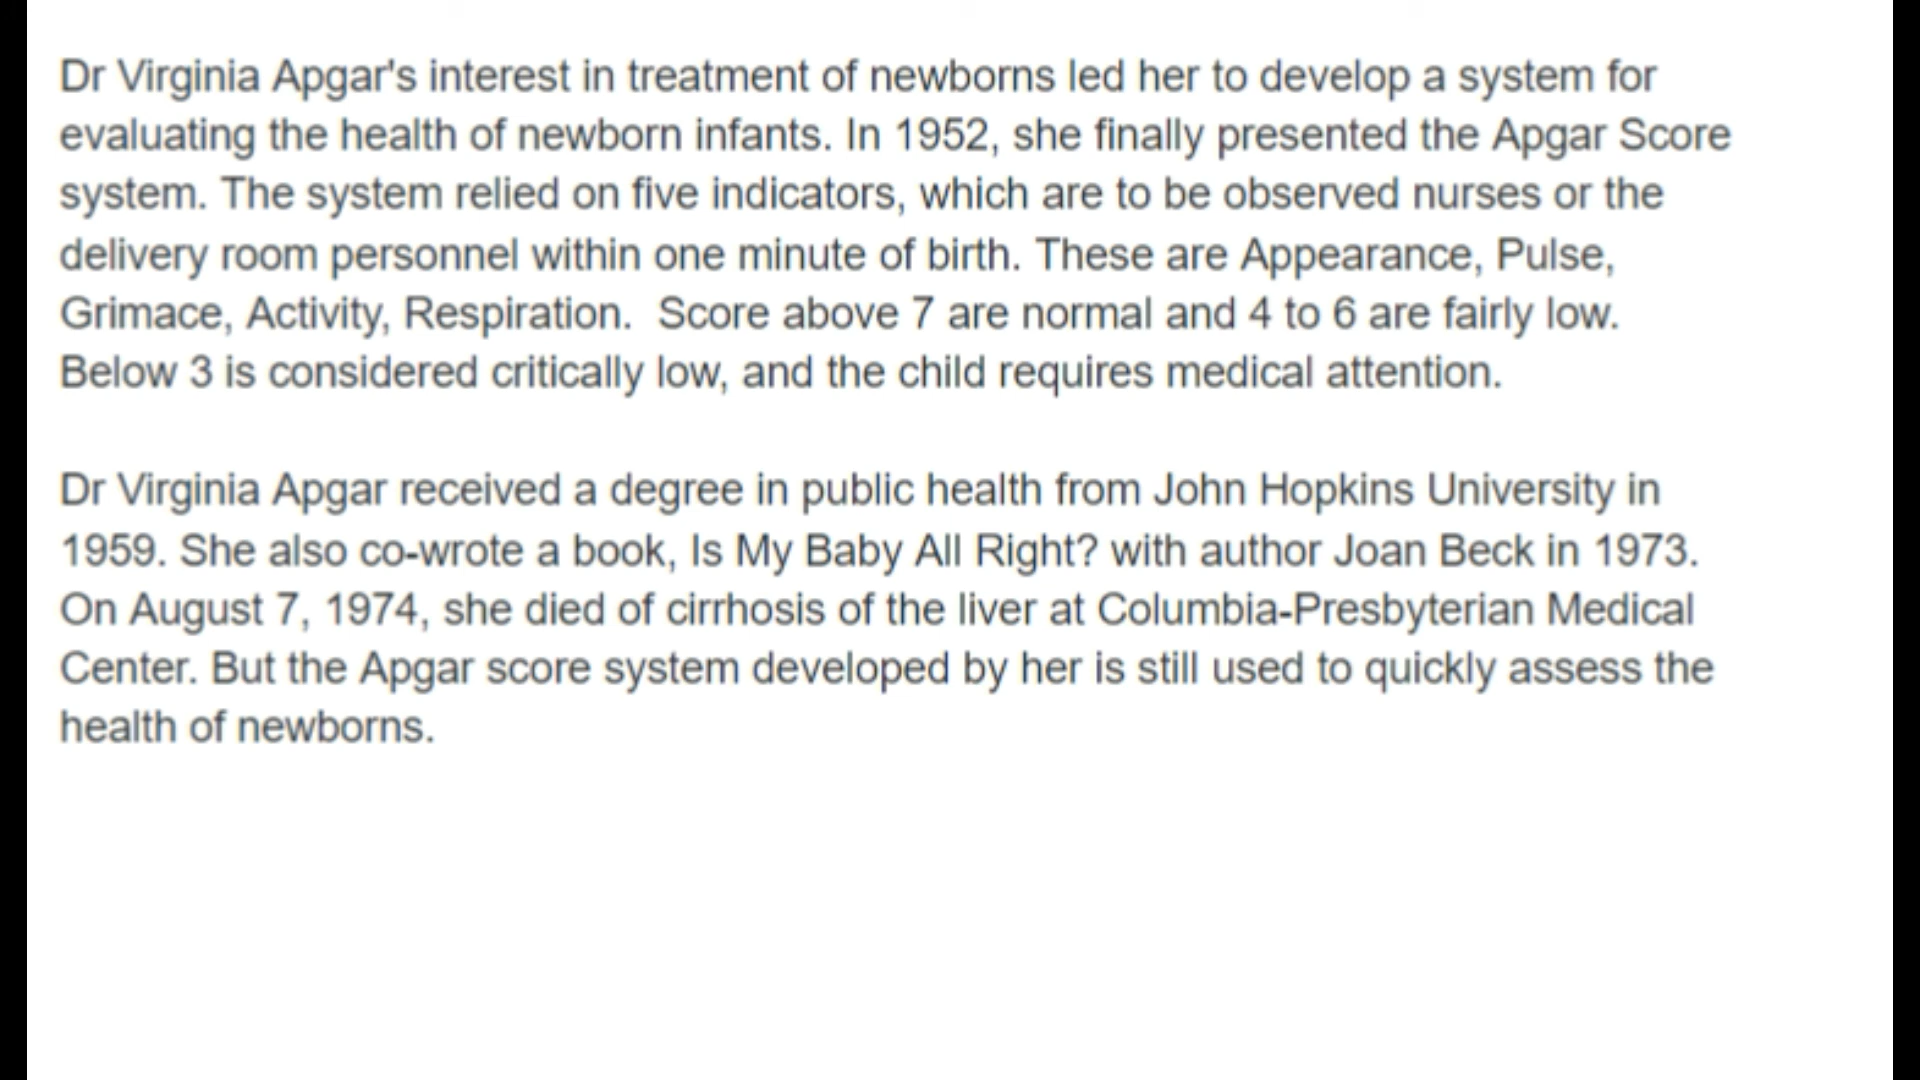 Dr Virginia Apgar's interest in treatment of newborns led her to develop a system for
evaluating the health of newborn infants. In 1952, she finally presented the Apgar Score
system. The system relied on five indicators, which are to be observed nurses or the
delivery room personnel within one minute of birth. These are Appearance, Pulse,
Grimace, Activity, Respiration.  Score above 7 are normal and 4 to 6 are fairly low.
Below 3 is considered critically low, and the child requires medical attention.

Dr Virginia Apgar received a degree in public health from John Hopkins University in
1959. She also co-wrote a book, Is My Baby All Right? with author Joan Beck in 1973.
On August 7, 1974, she died of cirrhosis of the liver at Columbia-Presbyterian Medical
Center. But the Apgar score system developed by her is still used to quickly assess the
health of newborns.